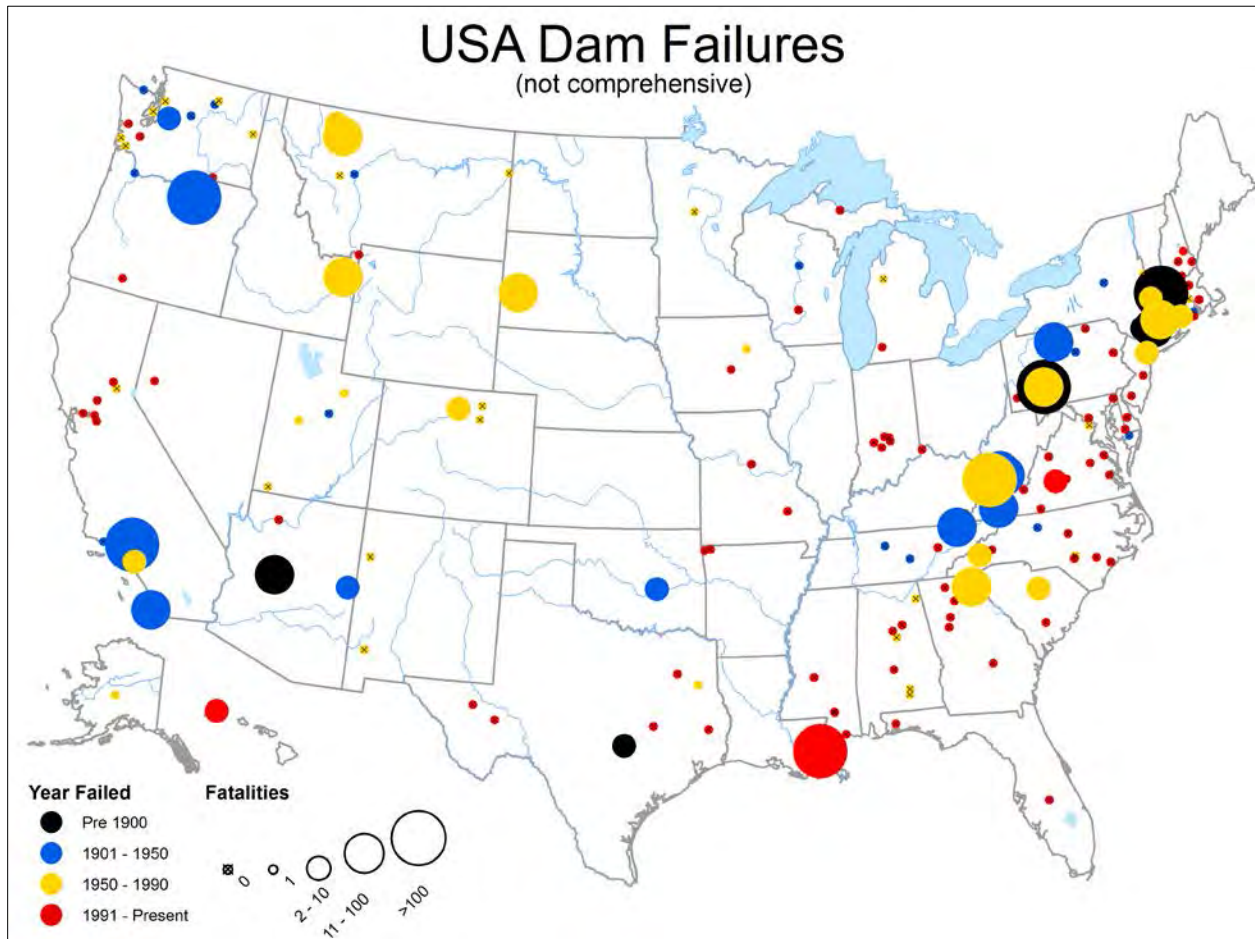 USA Dam Failures
(not comprehensive)
Year Failed
Pre 1900
1901 - 1950
1950 - 1990
1991 - Present
Fatalities
0
1
2 - 10
11 - 100
>100